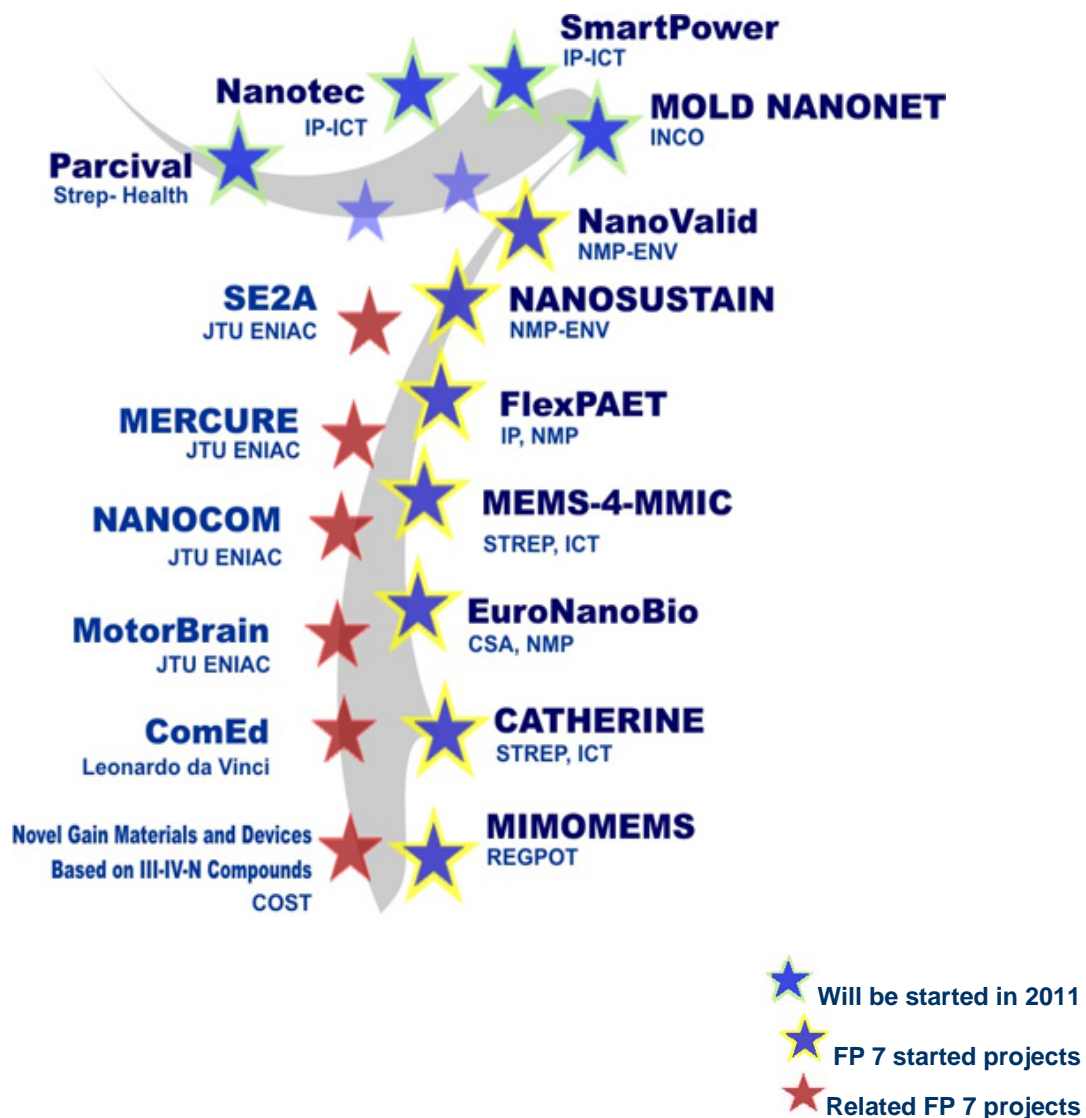 SmartPower
IP-ICT
Nanotec
IP-ICT
MOLD NANONET
INCO
Parcival
Strep- Health
NanoValid
NMP-ENV
SE2A
JTU ENIAC
NANOSUSTAIN
NMP-ENV
FlexPAET
IP, NMP
MERCURE
JTU ENIAC
MEMS-4-MMIC
STREP, ICT
NANOCOM
JTU ENIAC
EuroNanoBio
CSA, NMP
MotorBrain
JTU ENIAC
CATHERINE
STREP, ICT
ComEd
Leonardo da Vinci
MIMOMEMS
REGPOT
Novel Gain Materials and Devices
Based on III-IV-N Compounds
COST
Will be started in 2011
FP 7 started projects
Related FP 7 projects